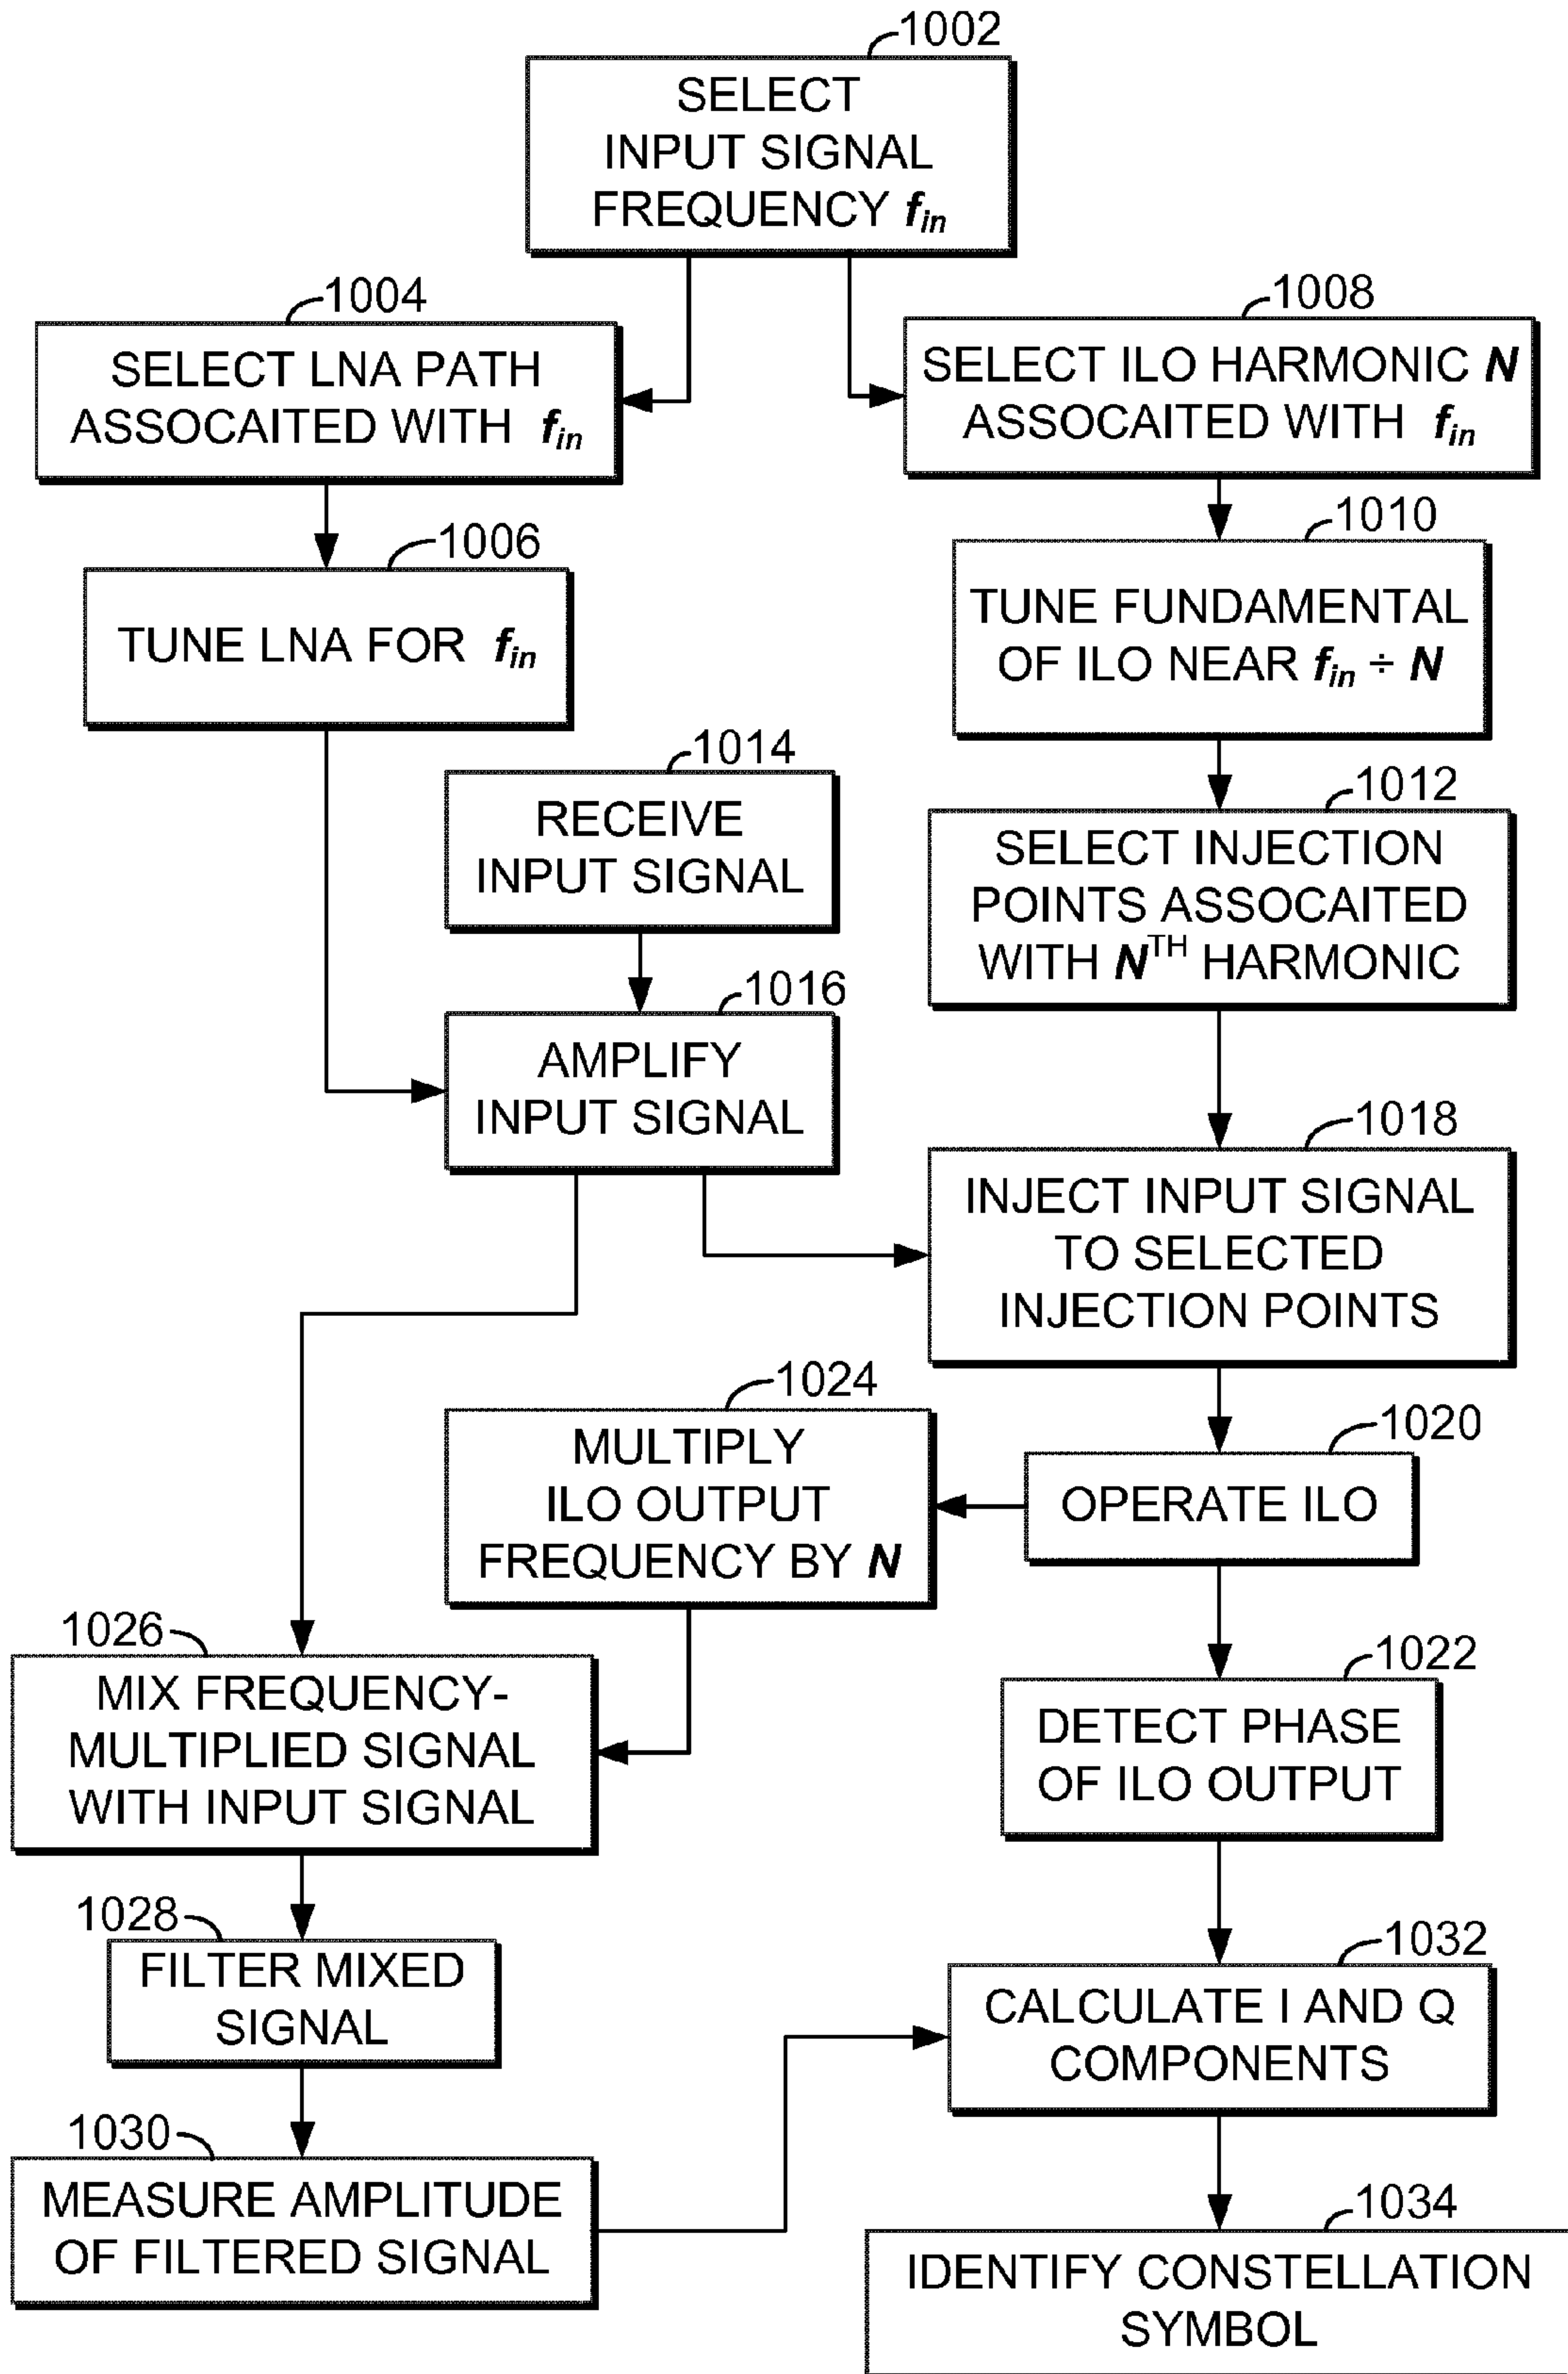 1002
SELECT
INPUT SIGNAL
FREQUENCY fin
1004
SELECT LNA PATH
ASSOCAITED WITH fin
1008
SELECT ILO HARMONIC N
ASSOCAITED WITH fin
1006
TUNE LNA FOR fin
1010
TUNE FUNDAMENTAL
OF ILO NEAR fin ÷ N
1014
RECEIVE
INPUT SIGNAL
1012
SELECT INJECTION
POINTS ASSOCAITED
WITH NTH HARMONIC
1016
AMPLIFY
INPUT SIGNAL
1018
INJECT INPUT SIGNAL
TO SELECTED
INJECTION POINTS
1024
MULTIPLY
ILO OUTPUT
FREQUENCY BY N
1020
OPERATE ILO
1026
MIX FREQUENCY-
MULTIPLIED SIGNAL
WITH INPUT SIGNAL
1022
DETECT PHASE
OF ILO OUTPUT
1028
FILTER MIXED
SIGNAL
1032
CALCULATE I AND Q
COMPONENTS
1030
MEASURE AMPLITUDE
OF FILTERED SIGNAL
1034
IDENTIFY CONSTELLATION
SYMBOL